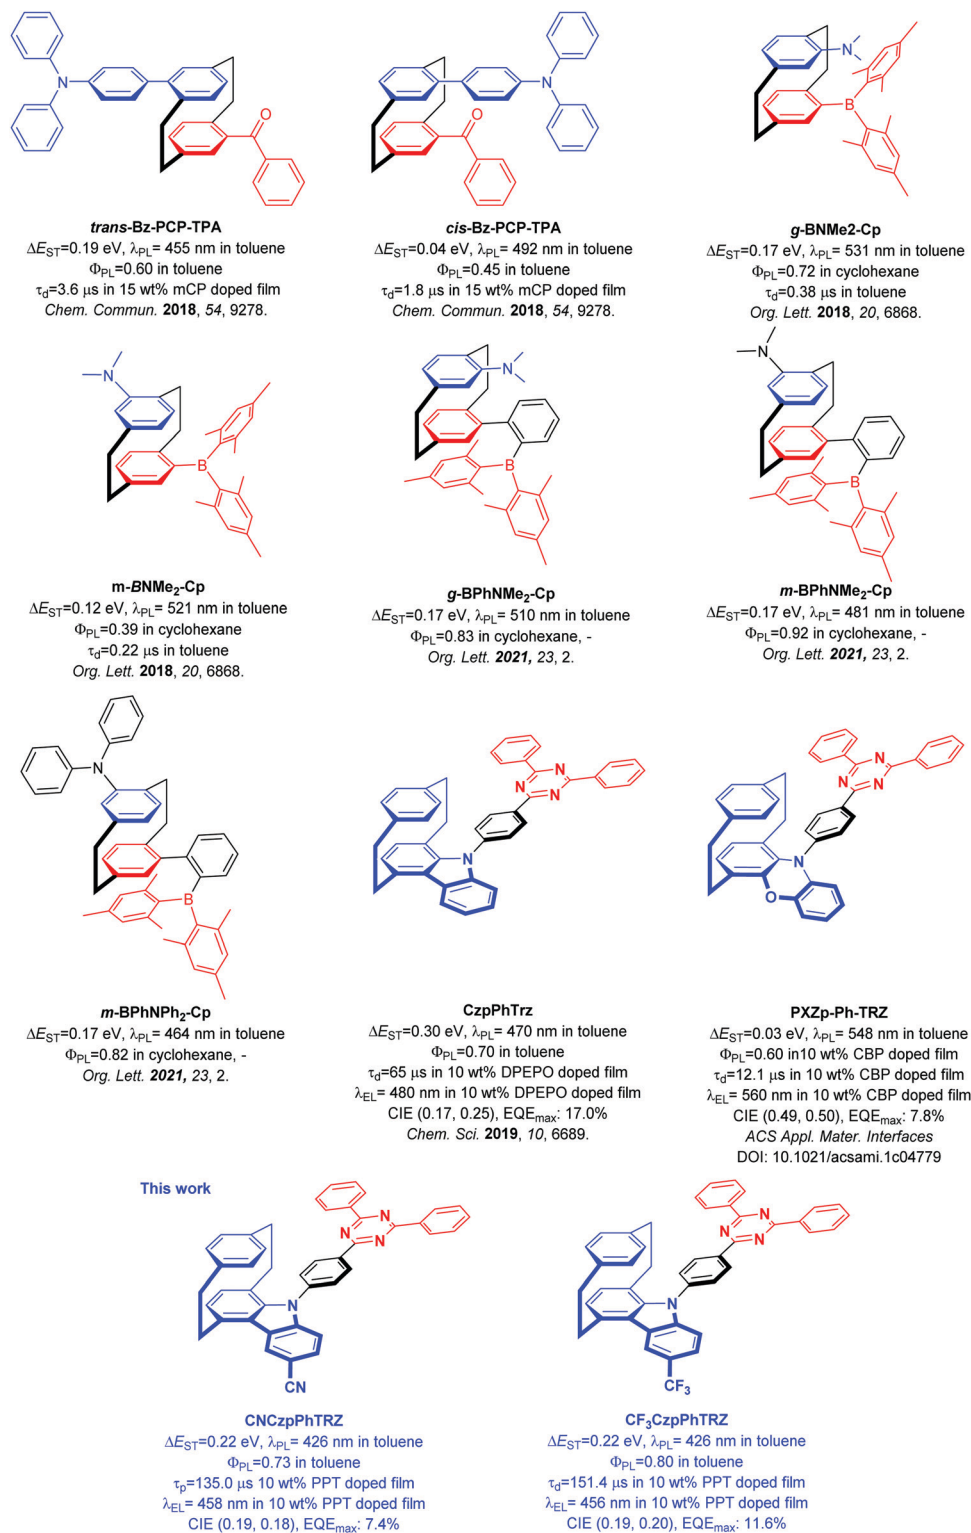 N
O
trans-Bz-PCP-TPA
ΔEST=0.19 eV, λPL= 455 nm in toluene
ΦPL=0.60 in toluene
τd=3.6 μs in 15 wt% mCP doped film
Chem. Commun. 2018, 54, 9278.
N
O
cis-Bz-PCP-TPA
ΔEST=0.04 eV, λPL= 492 nm in toluene
ΦPL=0.45 in toluene
τd=1.8 μs in 15 wt% mCP doped film
Chem. Commun. 2018, 54, 9278.
N
B
g-BNMe2-Cp
ΔEST=0.17 eV, λPL= 531 nm in toluene
ΦPL=0.72 in cyclohexane
τd=0.38 μs in toluene
Org. Lett. 2018, 20, 6868.
N
B
m-BNMe2-Cp
ΔEST=0.12 eV, λPL= 521 nm in toluene
ΦPL=0.39 in cyclohexane
τd=0.22 μs in toluene
Org. Lett. 2018, 20, 6868.
N
B
g-BPhNMe2-Cp
ΔEST=0.17 eV, λPL= 510 nm in toluene
ΦPL=0.83 in cyclohexane, -
Org. Lett. 2021, 23, 2.
N
B
m-BPhNMe2-Cp
ΔEST=0.17 eV, λPL= 481 nm in toluene
ΦPL=0.92 in cyclohexane, -
Org. Lett. 2021, 23, 2.
N
B
m-BPhNPh2-Cp
ΔEST=0.17 eV, λPL= 464 nm in toluene
ΦPL=0.82 in cyclohexane, -
Org. Lett. 2021, 23, 2.
N
N
N
N
CzpPhTrz
ΔEST=0.30 eV, λPL= 470 nm in toluene
ΦPL=0.70 in toluene
τd=65 μs in 10 wt% DPEPO doped film
λEL= 480 nm in 10 wt% DPEPO doped film
CIE (0.17, 0.25), EQEmax: 17.0%
Chem. Sci. 2019, 10, 6689.
N
N
N
N
O
PXZp-Ph-TRZ
ΔEST=0.03 eV, λPL= 548 nm in toluene
ΦPL=0.60 in10 wt% CBP doped film
τd=12.1 μs in 10 wt% CBP doped film
λEL= 560 nm in 10 wt% CBP doped film
CIE (0.49, 0.50), EQEmax: 7.8%
ACS Appl. Mater. Interfaces
DOI: 10.1021/acsami.1c04779
This work
N
N
N
N
CN
CNCzpPhTRZ
ΔEST=0.22 eV, λPL= 426 nm in toluene
ΦPL=0.73 in toluene
τp=135.0 μs 10 wt% PPT doped film
λEL= 458 nm in 10 wt% PPT doped film
CIE (0.19, 0.18), EQEmax: 7.4%
N
N
N
N
CF3
CF3CzpPhTRZ
ΔEST=0.22 eV, λPL= 426 nm in toluene
ΦPL=0.80 in toluene
τd=151.4 μs in 10 wt% PPT doped film
λEL= 456 nm in 10 wt% PPT doped film
CIE (0.19, 0.20), EQEmax: 11.6%